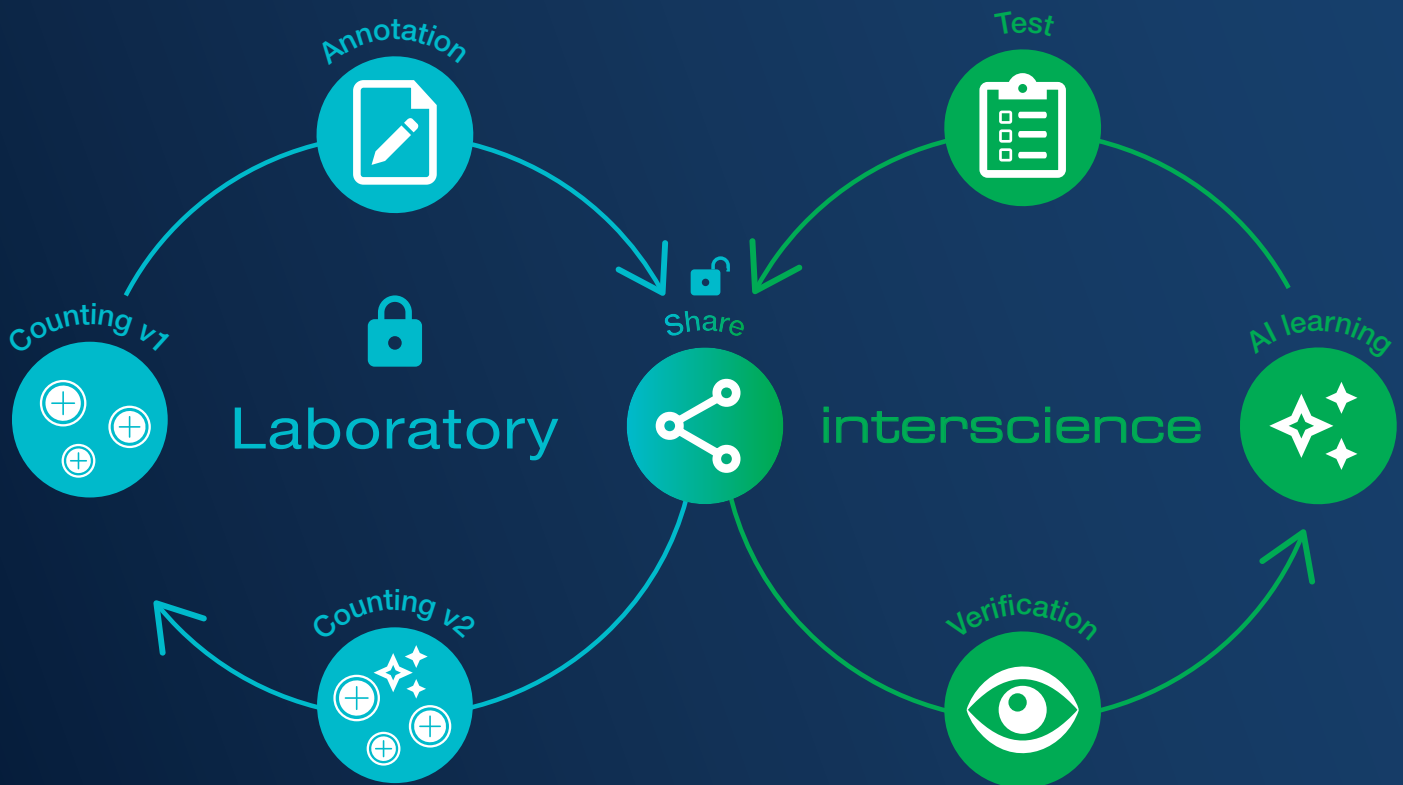 Annotation
Test
Counting v1
Share
AI learning
Laboratory
interscience
Counting v2
Verification